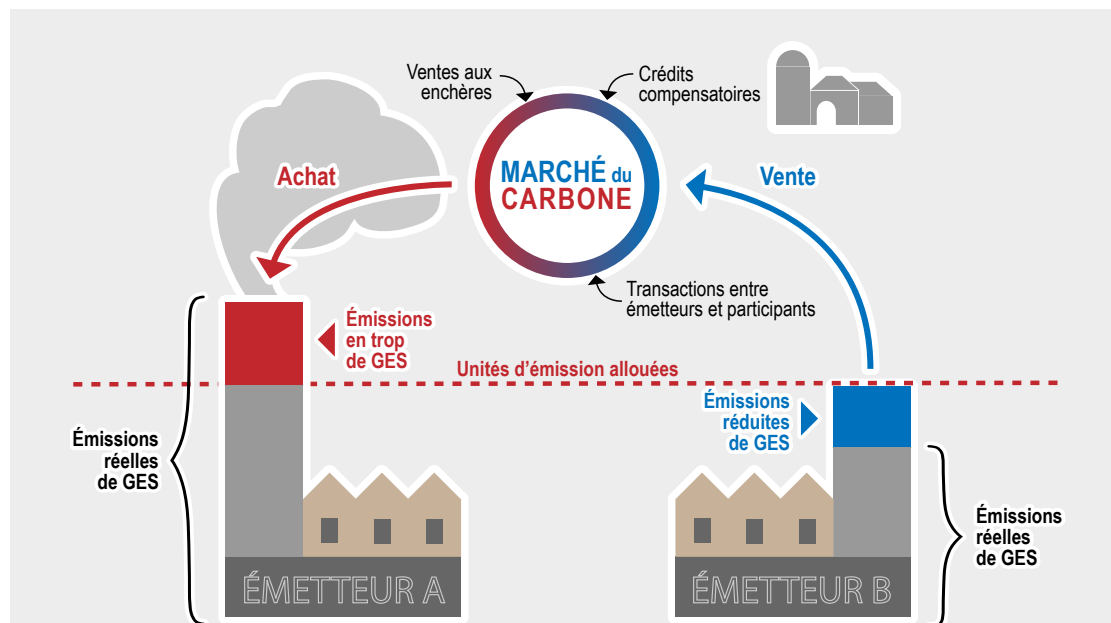 Ventes aux
enchères
Crédits
compensatoires
MARCHÉ du
CARBONE
Achat
Vente
Transactions entre
émetteurs et participants
Émissions
en trop
de GES
Unités d’émission allouées
Émissions
réduites
de GES
Émissions
réelles
de GES
Émissions
réelles
de GES
ÉMETTEUR A
ÉMETTEUR B